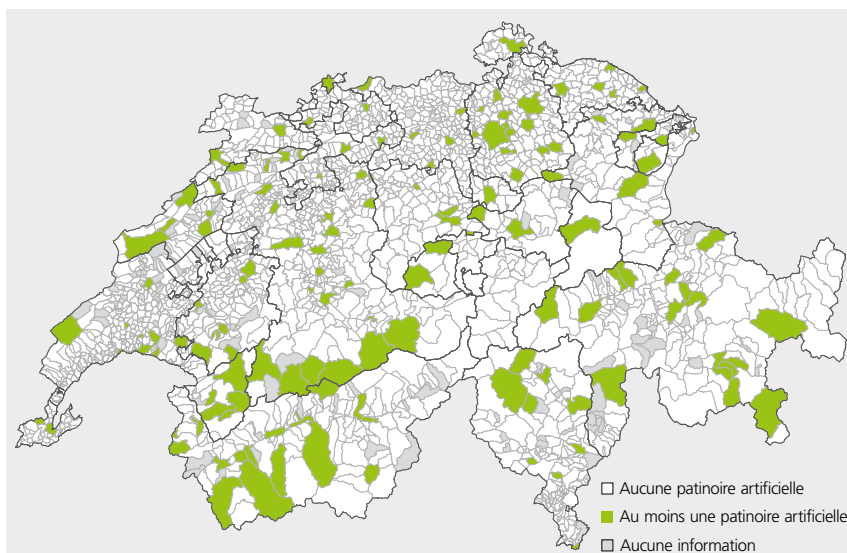 Aucune patinoire artificielle
Au moins une patinoire artificielle
Aucune information